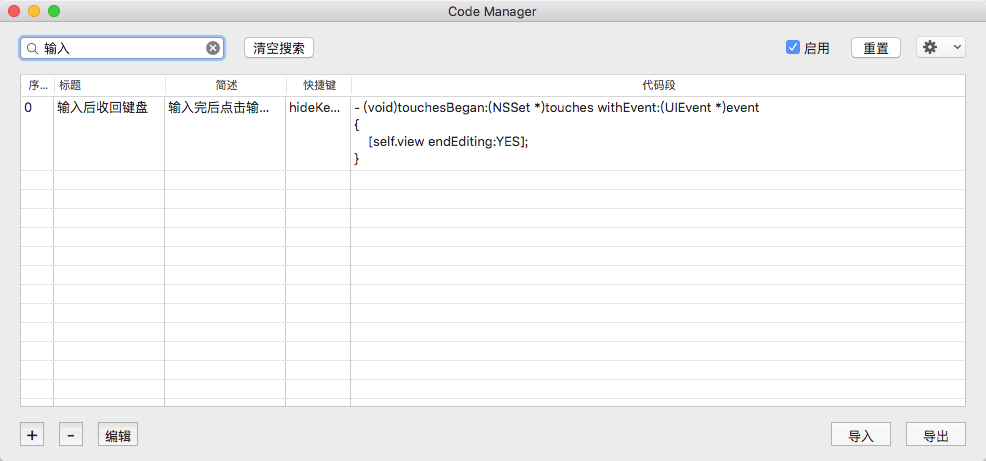 Code Manager
输入
清空搜索
启用
重置
序...
标题
简述
快捷键
代码段
0
输入后收回键盘
输入完后点击输...
hideKe...
- (void)touchesBegan:(NSSet *)touches withEvent:(UIEvent *)event
{
[self.view endEditing:YES];
}
+
-
编辑
导入
导出